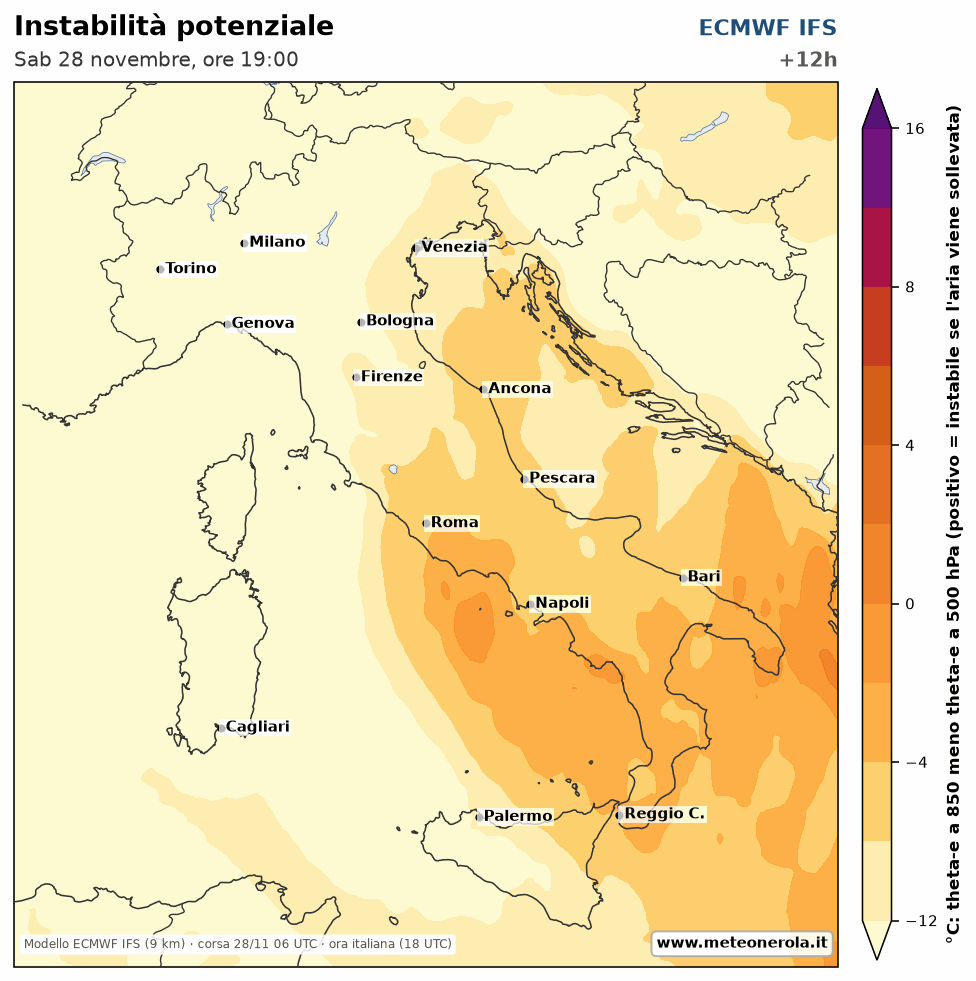 Instabilità potenziale
ECMWF IFS
Sab 28 novembre, ore 19:00
+12h
Milano
Venezia
Torino
Genova
Bologna
Firenze
Ancona
Pescara
Roma
Bari
Napoli
Cagliari
Palermo
Reggio C.
16
8
4
0
−4
−12
°C: theta-e a 850 meno theta-e a 500 hPa (positivo = instabile se l'aria viene sollevata)
Modello ECMWF IFS (9 km) · corsa 28/11 06 UTC · ora italiana (18 UTC)
www.meteonerola.it